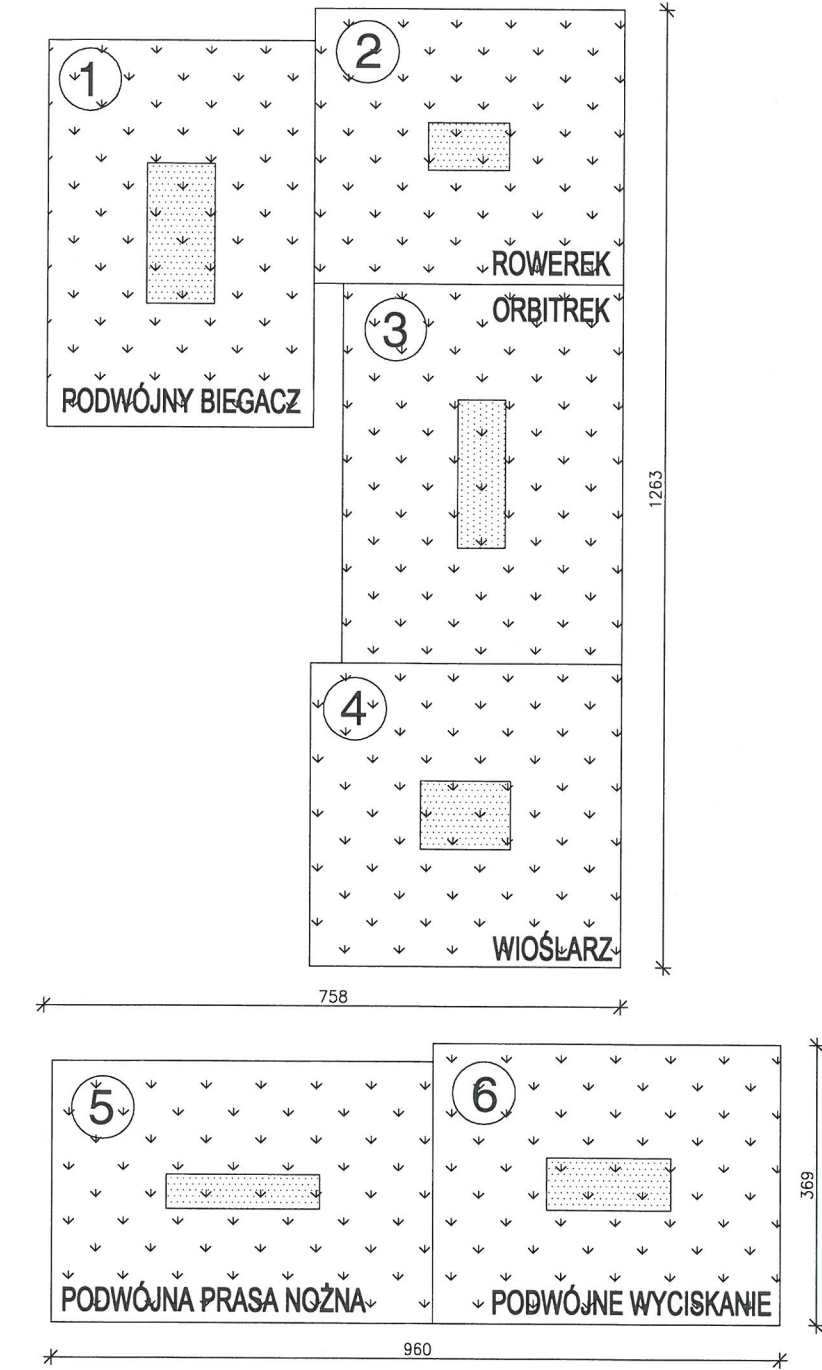 1
2
ROWEREK
PODWÓJNY BIEGACZ
3
ORBITREK
1263
4
WIOŚLARZ
758
5
PODWÓJNA PRASA NOŻNA
6
PODWÓJNE WYCISKANIE
369
960